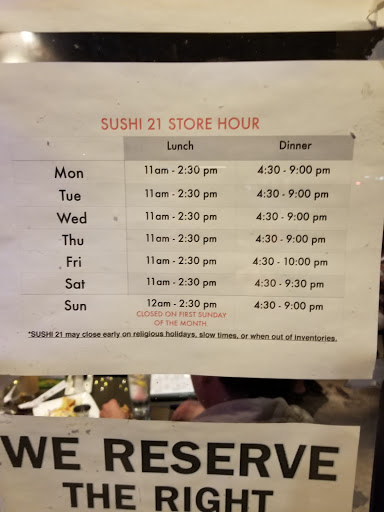 SUSHI 21 STORE HOUR
Lunch Dinner
Mon 11am - 2:30 pm 4:30 - 9:00 pm
Tue 11am - 2:30 pm 4:30 - 9:00 pm
Wed 11am - 2:30 pm 4:30 - 9:00 pm
Thu 11am - 2:30 pm 4:30 - 9:00 pm
Fri 11am - 2:30 pm 4:30 - 10:00 pm
Sat 11am - 2:30 pm 4:30 - 9:30 pm
Sun 12am - 2:30 pm 4:30 - 9:00 pm
CLOSED ON FIRST SUNDAY
OF THE MONTH
*SUSHI 21 may close early on religious holidays, slow times, or when out of inventories.
WE RESERVE
THE RIGHT